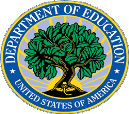 DEPARTMENT OF EDUCATION
UNITED STATES OF AMERICA